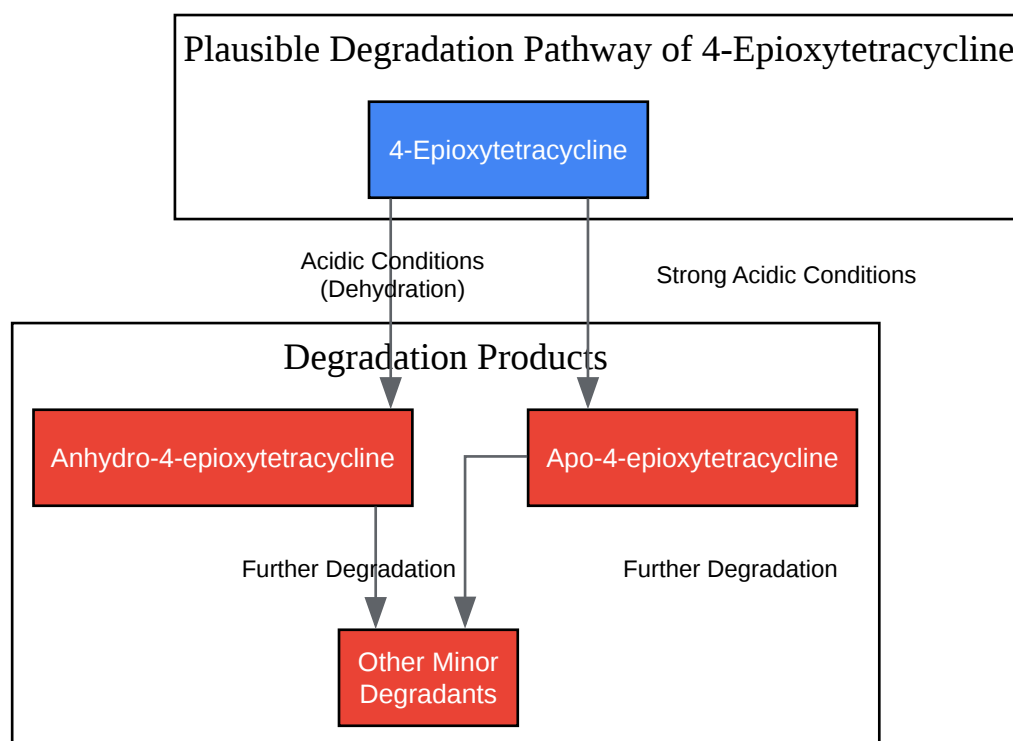 Plausible Degradation Pathway of 4-Epioxytetracycline
4-Epioxytetracycline
Acidic Conditions
(Dehydration)
Strong Acidic Conditions
Degradation Products
Anhydro-4-epioxytetracycline
Apo-4-epioxytetracycline
Further Degradation
Further Degradation
Other Minor
Degradants